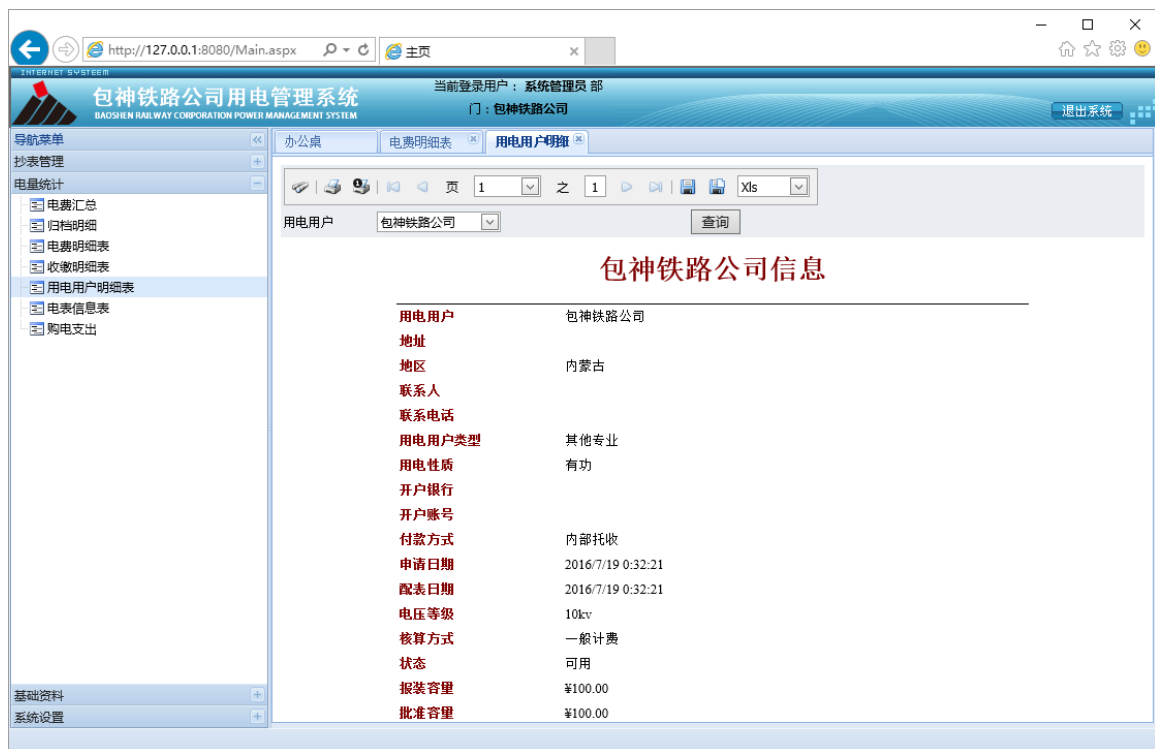 http://127.0.0.1:8080/Main.aspx
主页
INTERNET SYSTEEM
包神铁路公司用电管理系统
BAOSHEN RAILWAY CORPORATION POWER MANAGEMENT SYSTEM
当前登录用户： 系统管理员 部
门：包神铁路公司
退出系统
导航菜单
抄表管理
电量统计
电费汇总
归档明细
电费明细表
收缴明细表
用电用户明细表
电表信息表
购电支出
基础资料
系统设置
办公桌 电费明细表 用电用户明细
页 1 之 1 Xls
用电用户 包神铁路公司 查询
包神铁路公司信息
用电用户 包神铁路公司
地址
地区 内蒙古
联系人
联系电话
用电用户类型 其他专业
用电性质 有功
开户银行
开户账号
付款方式 内部托收
申请日期 2016/7/19 0:32:21
配表日期 2016/7/19 0:32:21
电压等级 10kv
核算方式 一般计费
状态 可用
报装容量 ¥100.00
批准容量 ¥100.00